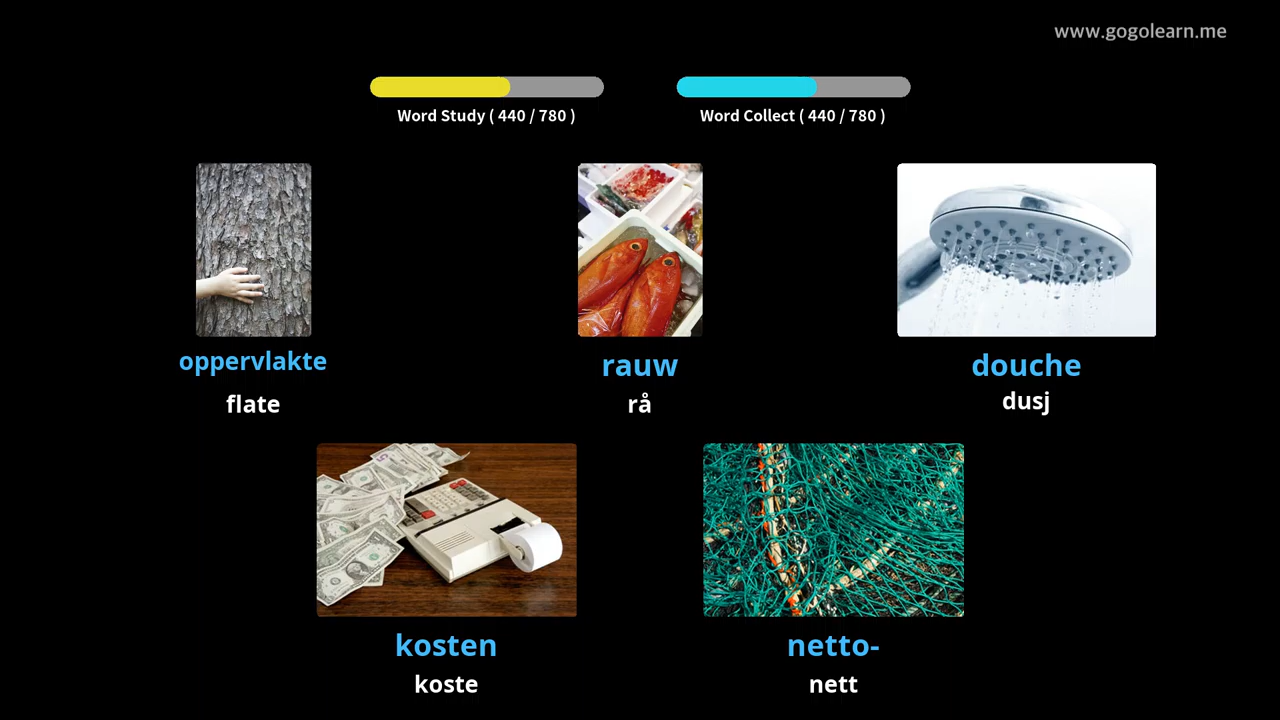 www.gogolearn.me
Word Study ( 440 / 780 )
Word Collect ( 440 / 780 )
oppervlakte
flate
rauw
rå
douche
dusj
kosten
koste
netto-
nett